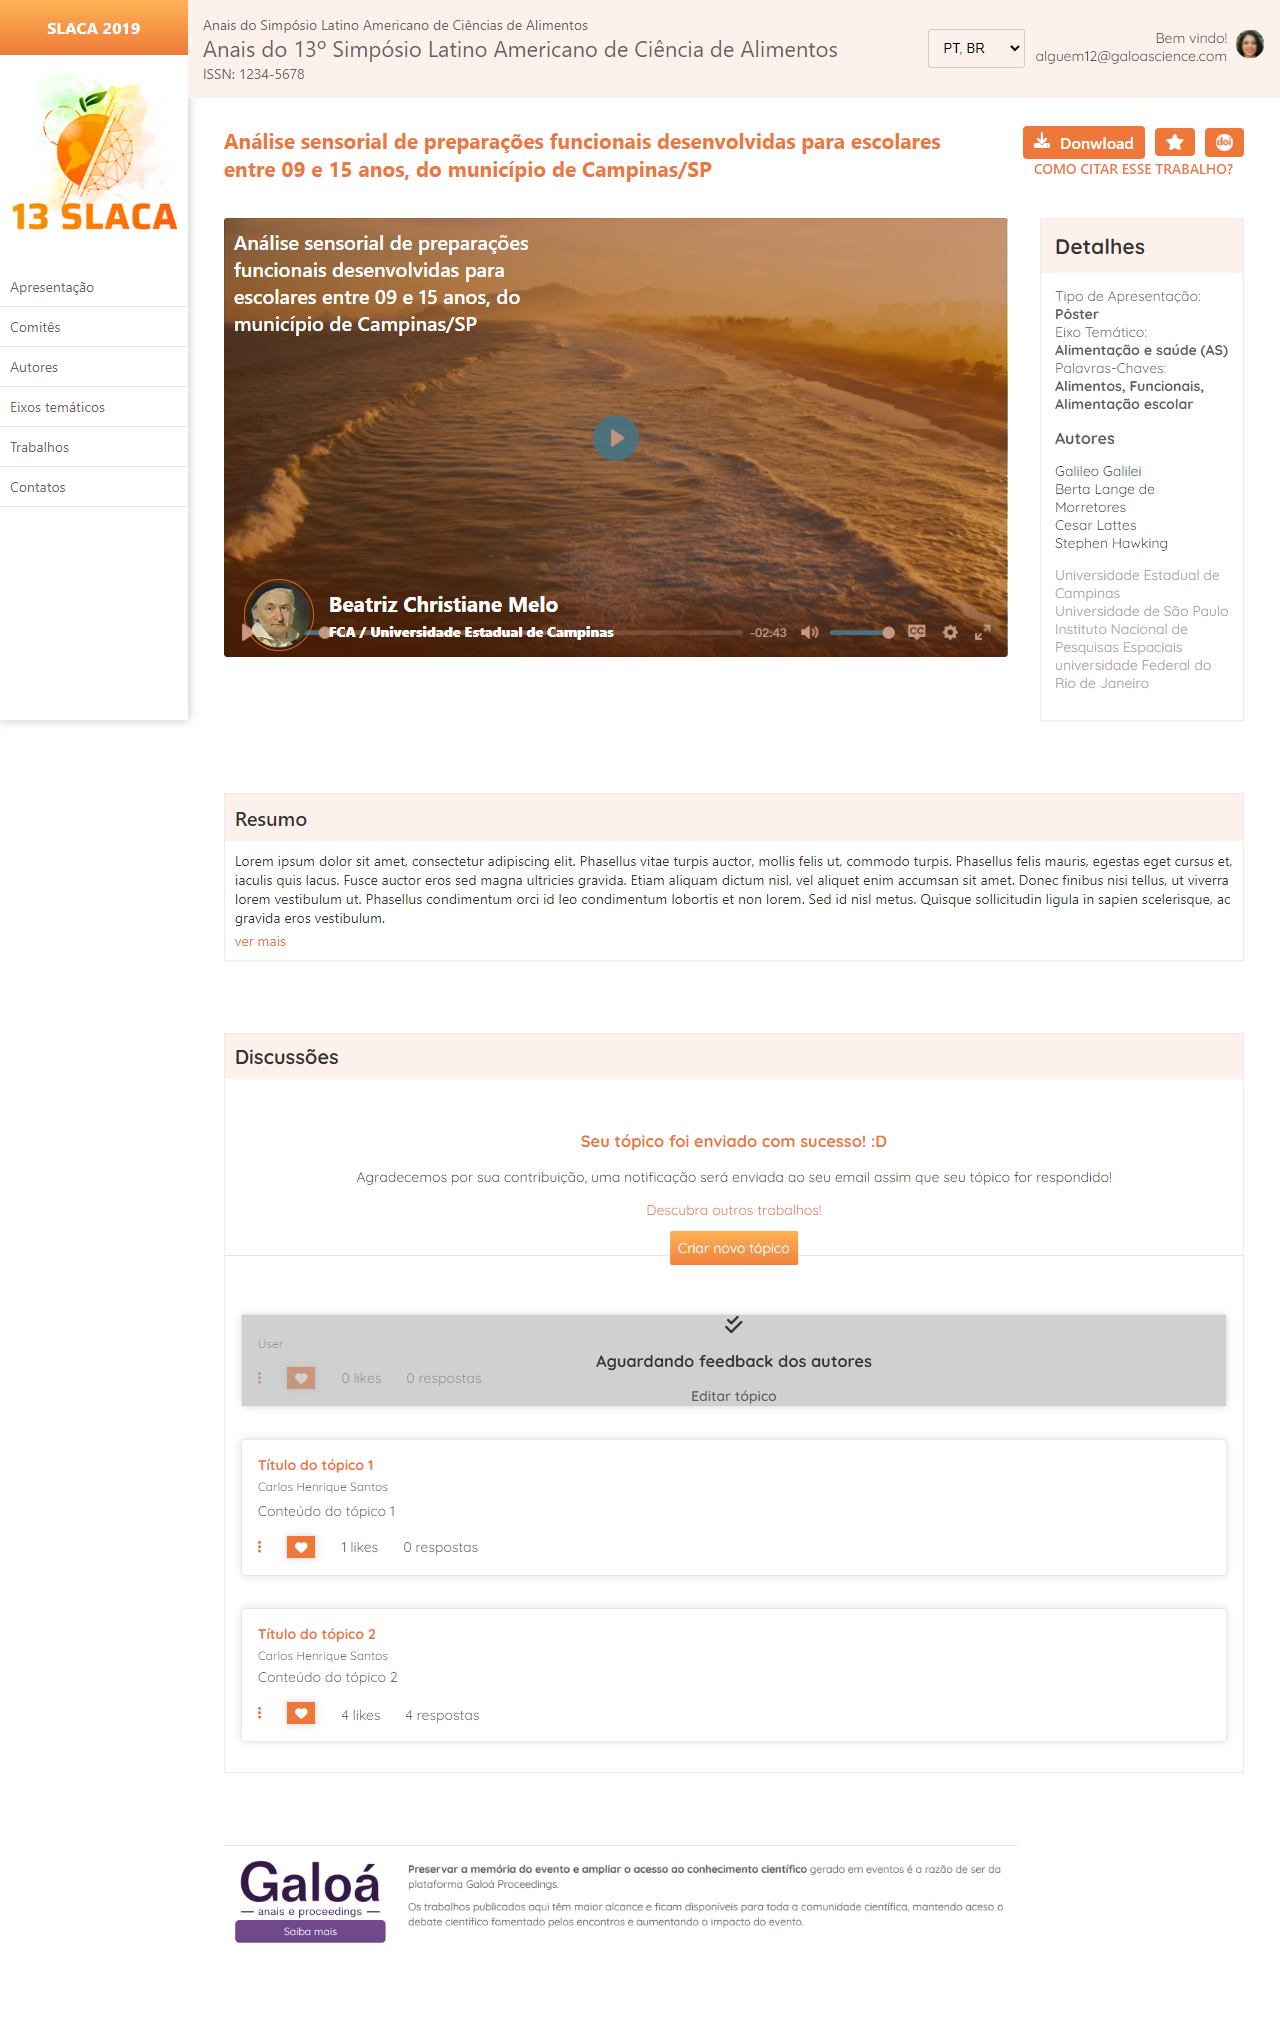 SLACA 2019
13 SLACA
Apresentação
Comitês
Autores
Eixos temáticos
Trabalhos
Contatos
Anais do Simpósio Latino Americano de Ciências de Alimentos
Anais do 13º Simpósio Latino Americano de Ciência de Alimentos
ISSN: 1234-5678
PT, BR
Bem vindo!
alguem12@galoascience.com
Análise sensorial de preparações funcionais desenvolvidas para escolares
entre 09 e 15 anos, do município de Campinas/SP
Donwload
doi
COMO CITAR ESSE TRABALHO?
Análise sensorial de preparações
funcionais desenvolvidas para
escolares entre 09 e 15 anos, do
município de Campinas/SP
Beatriz Christiane Melo
FCA / Universidade Estadual de Campinas
-02:43
CC
Detalhes
Tipo de Apresentação:
Pôster
Eixo Temático:
Alimentação e saúde (AS)
Palavras-Chaves:
Alimentos, Funcionais,
Alimentação escolar
Autores
Galileo Galilei
Berta Lange de
Morretores
Cesar Lattes
Stephen Hawking
Universidade Estadual de
Campinas
Universidade de São Paulo
Instituto Nacional de
Pesquisas Espaciais
universidade Federal do
Rio de Janeiro
Resumo
Lorem ipsum dolor sit amet, consectetur adipiscing elit. Phasellus vitae turpis auctor, mollis felis ut, commodo turpis. Phasellus felis mauris, egestas eget cursus et,
iaculis quis lacus. Fusce auctor eros sed magna ultricies gravida. Etiam aliquam dictum nisl, vel aliquet enim accumsan sit amet. Donec finibus nisi tellus, ut viverra
lorem vestibulum ut. Phasellus condimentum orci id leo condimentum lobortis et non lorem. Sed id nisl metus. Quisque sollicitudin ligula in sapien scelerisque, ac
gravida eros vestibulum.
ver mais
Discussões
Seu tópico foi enviado com sucesso! :D
Agradecemos por sua contribuição, uma notificação será enviada ao seu email assim que seu tópico for respondido!
Descubra outros trabalhos!
Criar novo tópico
User
0 likes 0 respostas
Aguardando feedback dos autores
Editar tópico
Título do tópico 1
Carlos Henrique Santos
Conteúdo do tópico 1
1 likes 0 respostas
Título do tópico 2
Carlos Henrique Santos
Conteúdo do tópico 2
4 likes 4 respostas
Galoá
anais e proceedings
Saiba mais
Preservar a memória do evento e ampliar o acesso ao conhecimento científico gerado em eventos é a razão de ser da
plataforma Galoá Proceedings.
Os trabalhos publicados aqui têm maior alcance e ficam disponíveis para toda a comunidade científica, mantendo aceso o
debate científico fomentado pelos encontros e aumentando o impacto do evento.